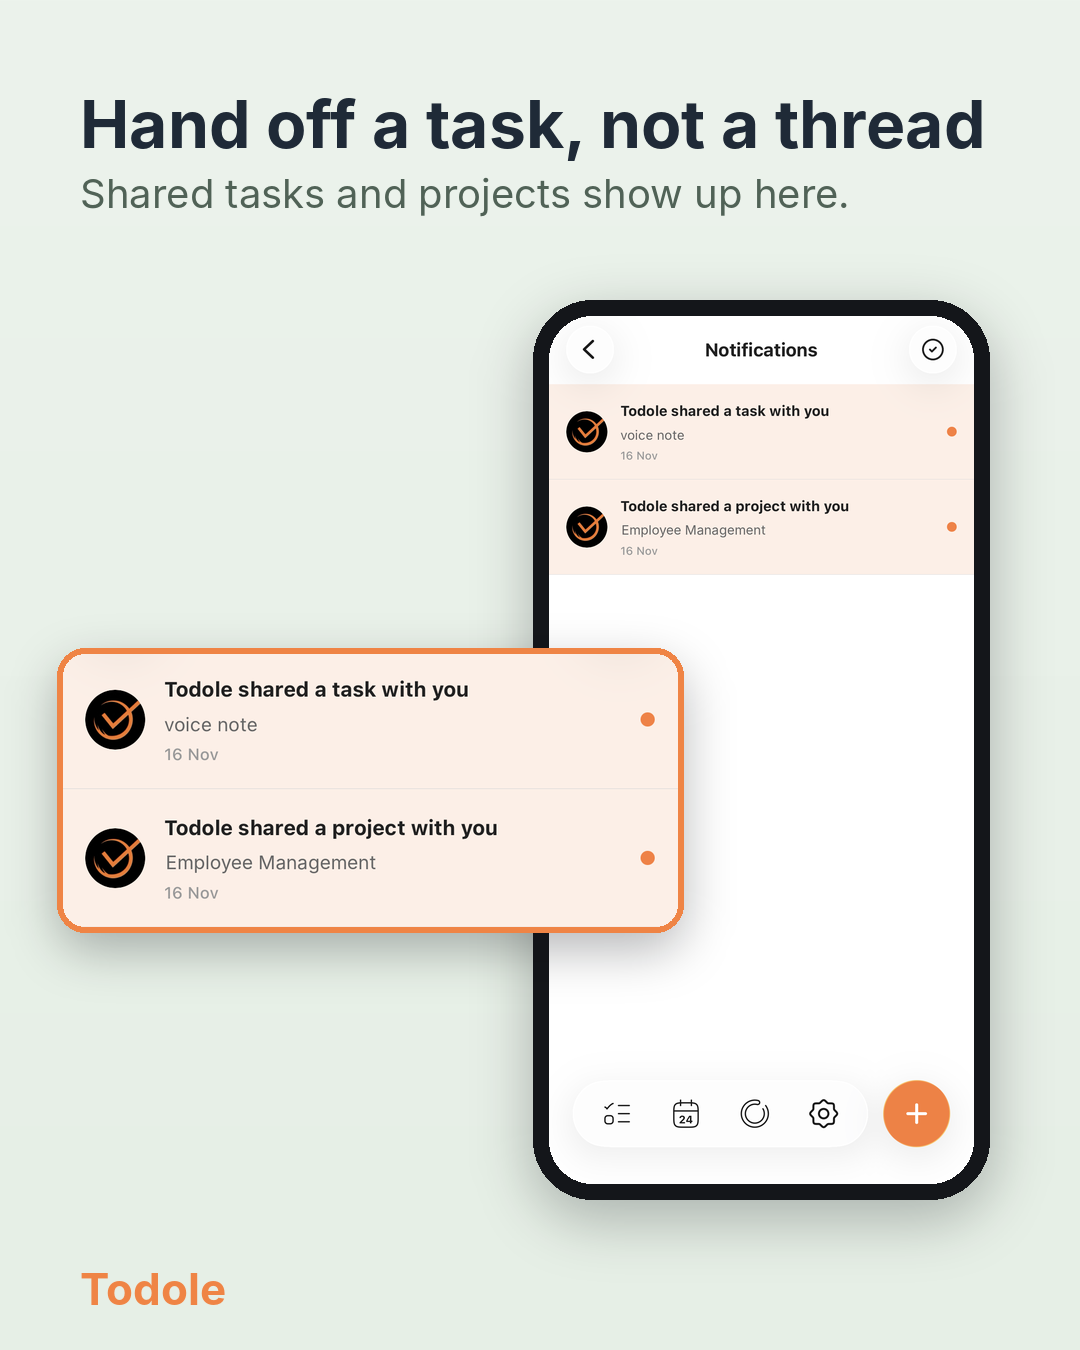 Hand off a task, not a thread
Shared tasks and projects show up here.
Notifications
Todole shared a task with you
voice note
16 Nov
Todole shared a project with you
Employee Management
16 Nov
Todole shared a task with you
voice note
16 Nov
Todole shared a project with you
Employee Management
16 Nov
24
Todole